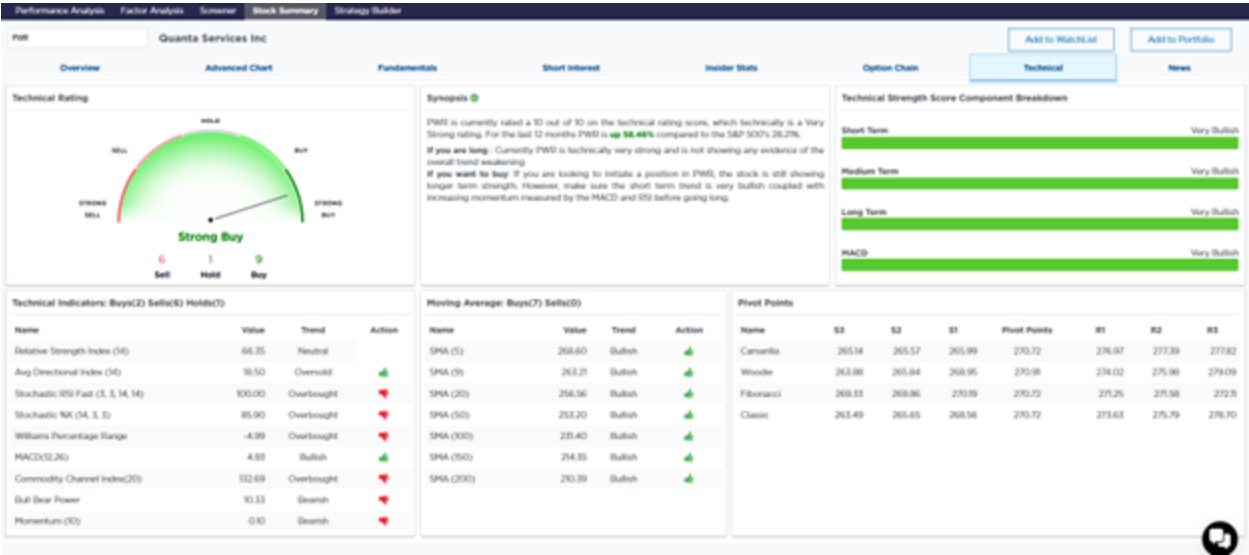 Performance Analysis Factor Analysis Screener Stock Summary Strategy Builder
PWR Quanta Services Inc Add to WatchList Add to Portfolio
Overview Advanced Chart Fundamentals Short Interest Insider Stats Option Chain Technical News
Technical Rating
HOLD
SELL BUY
STRONG SELL STRONG BUY
Strong Buy
6 1 9
Sell Hold Buy
Synopsis
PWR is currently rated a 10 out of 10 on the technical rating score, which technically is a Very
Strong rating. For the last 12 months PWR is up 58.46% compared to the S&P 500's 28.21%.
If you are long : Currently PWR is technically very strong and is not showing any evidence of the
overall trend weakening
If you want to buy: If you are looking to initiate a position in PWR, the stock is still showing
longer term strength. However, make sure the short term trend is very bullish coupled with
increasing momentum measured by the MACD and RSI before going long.
Technical Strength Score Component Breakdown
Short Term Very Bullish
Medium Term Very Bullish
Long Term Very Bullish
MACD Very Bullish
Technical Indicators: Buys(2) Sells(6) Holds(1)
Name Value Trend Action
Relative Strength Index (14) 66.35 Neutral
Avg Directional Index (14) 18.50 Oversold
Stochastic RSI Fast (3, 3, 14, 14) 100.00 Overbought
Stochastic %K (14, 3, 3) 85.90 Overbought
Williams Percentage Range -4.99 Overbought
MACD(12,26) 4.93 Bullish
Commodity Channel Index(20) 132.69 Overbought
Bull Bear Power 10.33 Bearish
Momentum (10) 0.10 Bearish
Moving Average: Buys(7) Sells(0)
Name Value Trend Action
SMA (5) 268.60 Bullish
SMA (9) 263.21 Bullish
SMA (20) 256.56 Bullish
SMA (50) 253.20 Bullish
SMA (100) 231.40 Bullish
SMA (150) 214.35 Bullish
SMA (200) 210.39 Bullish
Pivot Points
Name S3 S2 S1 Pivot Points R1 R2 R3
Camarilla 265.14 265.57 265.99 270.72 276.97 277.39 277.82
Woodie 263.88 265.84 268.95 270.91 274.02 275.98 279.09
Fibonacci 269.33 269.86 270.19 270.72 271.25 271.58 272.11
Classic 263.49 265.65 268.56 270.72 273.63 275.79 278.70